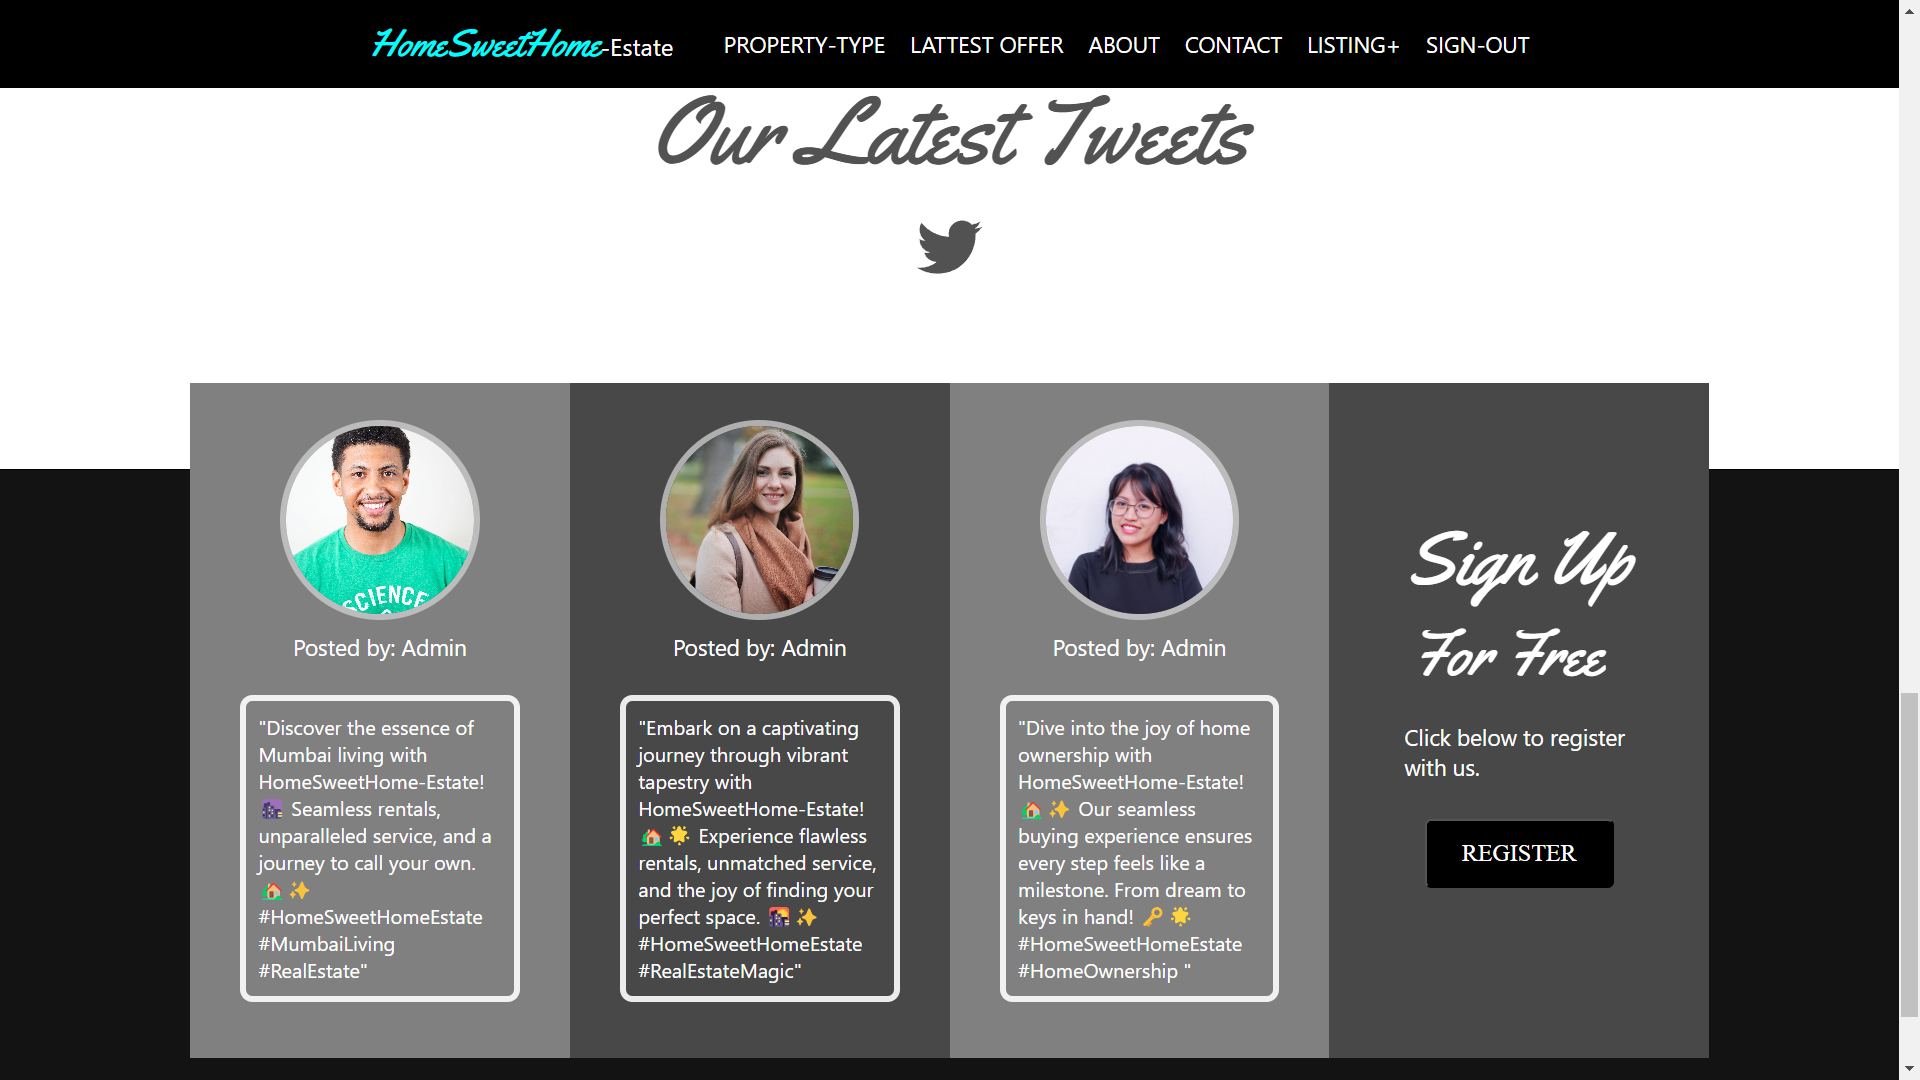 HomeSweetHome-Estate PROPERTY-TYPE LATTEST OFFER ABOUT CONTACT LISTING+ SIGN-OUT
Our Latest Tweets
SCIENCE
Posted by: Admin
"Discover the essence of
Mumbai living with
HomeSweetHome-Estate!
🌆 Seamless rentals,
unparalleled service, and a
journey to call your own.
🏡✨
#HomeSweetHomeEstate
#MumbaiLiving
#RealEstate"
Posted by: Admin
"Embark on a captivating
journey through vibrant
tapestry with
HomeSweetHome-Estate!
🏡🌟 Experience flawless
rentals, unmatched service,
and the joy of finding your
perfect space. 🌇✨
#HomeSweetHomeEstate
#RealEstateMagic"
Posted by: Admin
"Dive into the joy of home
ownership with
HomeSweetHome-Estate!
🏡✨ Our seamless
buying experience ensures
every step feels like a
milestone. From dream to
keys in hand! 🔑🌟
#HomeSweetHomeEstate
#HomeOwnership "
Sign Up
For Free
Click below to register
with us.
REGISTER